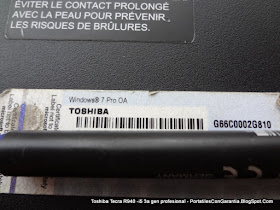 ÉVITER LE CONTACT PROLONGÉ
AVEC LA PEAU POUR PRÉVENIR
LES RISQUES DE BRÛLURES.
Windows® 7 Pro OA
TOSHIBA
G66C0002G810
Toshiba Tecra R940 -i5 3a gen profesional - PortatilesConGarantia.BlogSpot.Com